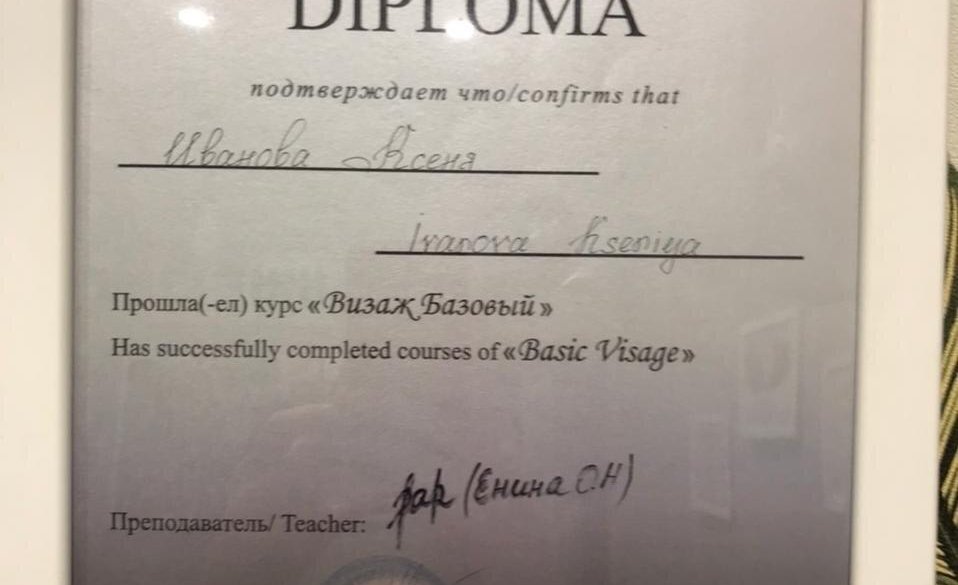 DIPLOMA
подтверждает что/confirms that
Иванова Ксеня
Ivanova Kseniya
Прошла(-ел) курс «Визаж Базовый»
Has successfully completed courses of «Basic Visage»
(Енина ОН)
Преподаватель/ Teacher: